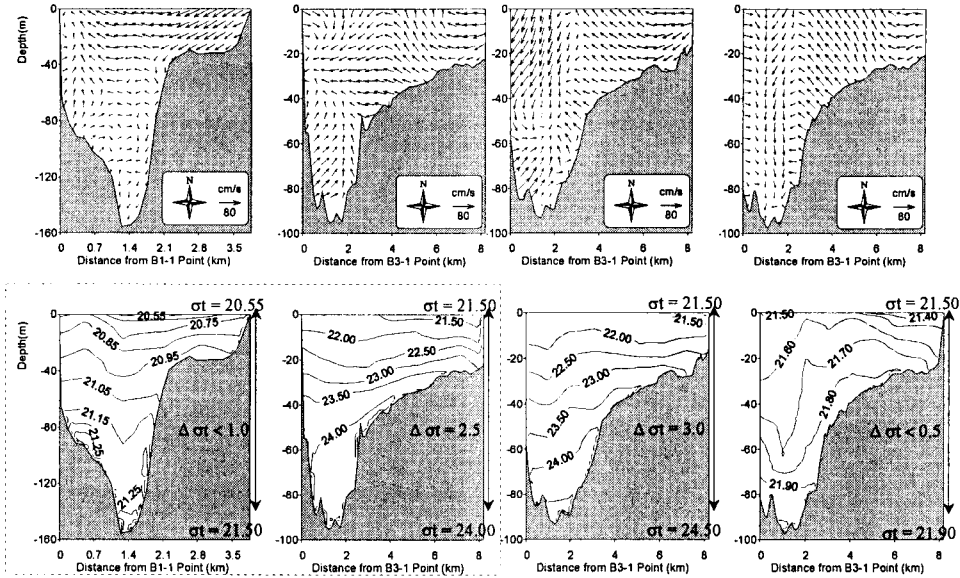 Depth(m)
0
-40
-80
-120
-160
N
cm/s
80
0 0.7 1.4 2.1 2.8 3.5
Distance from B1-1 Point (km)
0
-20
-40
-60
-80
-100
N
cm/s
80
0 2 4 6 8
Distance from B3-1 Point (km)
0
-20
-40
-60
-80
-100
N
cm/s
80
0 2 4 6 8
Distance from B3-1 Point (km)
0
-20
-40
-60
-80
-100
N
cm/s
80
0 2 4 6 8
Distance from B3-1 Point (km)
σt = 20.55
Depth(m)
0
-40
-80
-120
-160
20.55
20.75
20.85
20.95
21.05
21.15
21.25
21.25
Δ σt < 1.0
σt = 21.50
0 0.7 1.4 2.1 2.8 3.5
Distance from B1-1 Point (km)
σt = 21.50
0
-20
-40
-60
-80
-100
21.50
22.00
22.50
23.00
23.50
24.00
Δ σt = 2.5
σt = 24.00
0 2 4 6 8
Distance from B3-1 Point (km)
σt = 21.50
0
-20
-40
-60
-80
-100
21.50
22.00
22.50
23.00
23.50
24.00
Δ σt = 3.0
σt = 24.50
0 2 4 6 8
Distance from B3-1 Point (km)
σt = 21.50
0
-20
-40
-60
-80
-100
21.50
21.40
21.80
21.70
21.80
21.90
Δ σt < 0.5
σt = 21.90
0 2 4 6 8
Distance from B3-1 Point (km)